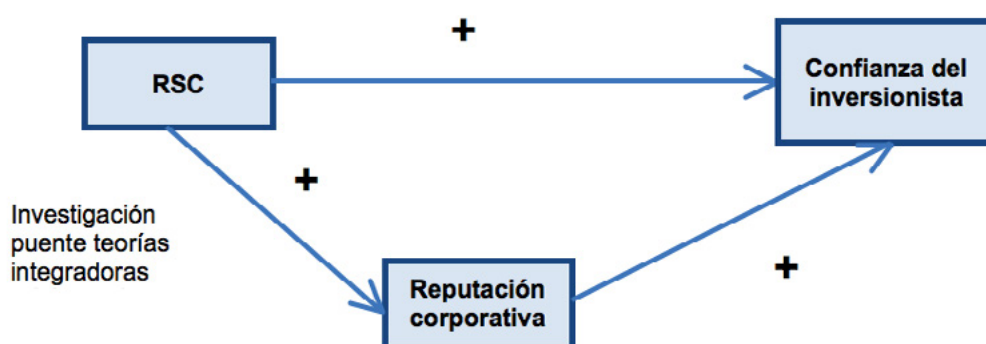 +
RSC
Confianza del
inversionista
+
Investigación
puente teorías
integradoras
Reputación
corporativa
+